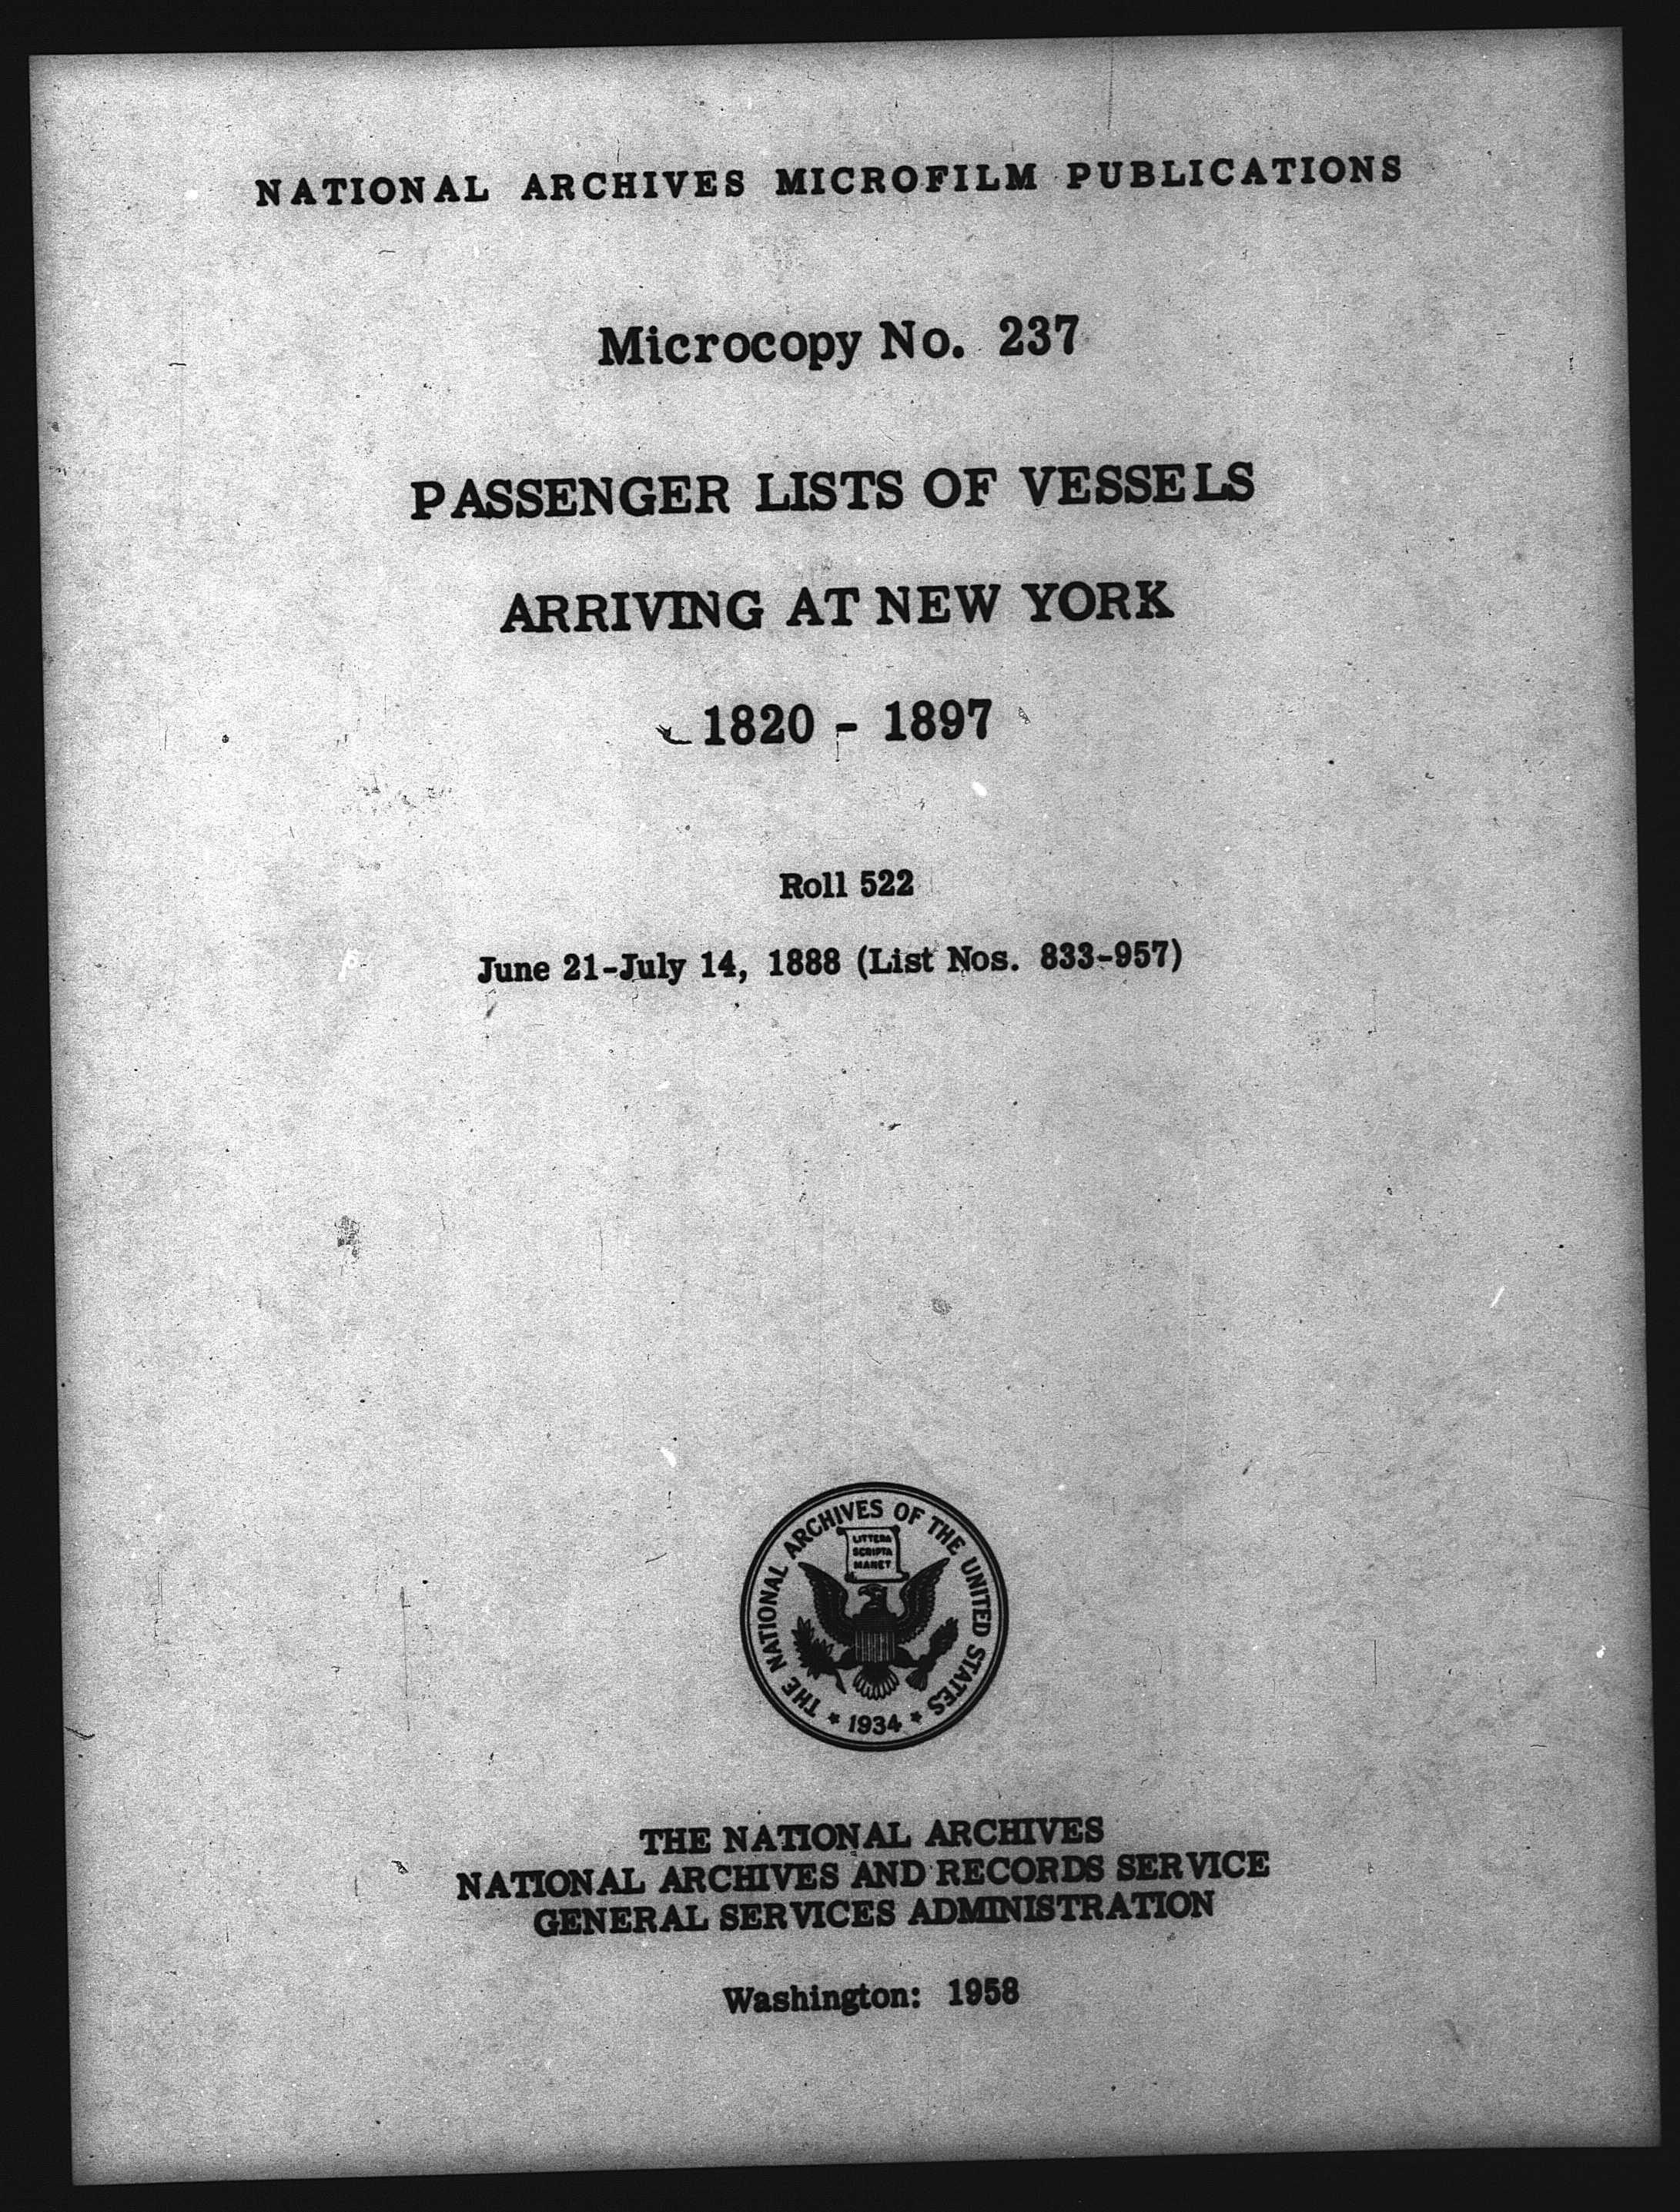 NATIONAL ARCHIVES MICROFILM PUBLICATIONS
Microcopy No. 237
PASSENGER LISTS OF VESSELS
ARRIVING AT NEW YORK
1820 - 1897
Roll 522
June 21-July 14, 1888 (List Nos. 833-957)
THE NATIONAL ARCHIVES OF THE UNITED STATES
LITTERA
SCRIPTA
MANET
* 1934 *
THE NATIONAL ARCHIVES
NATIONAL ARCHIVES AND RECORDS SERVICE
GENERAL SERVICES ADMINISTRATION
Washington: 1958